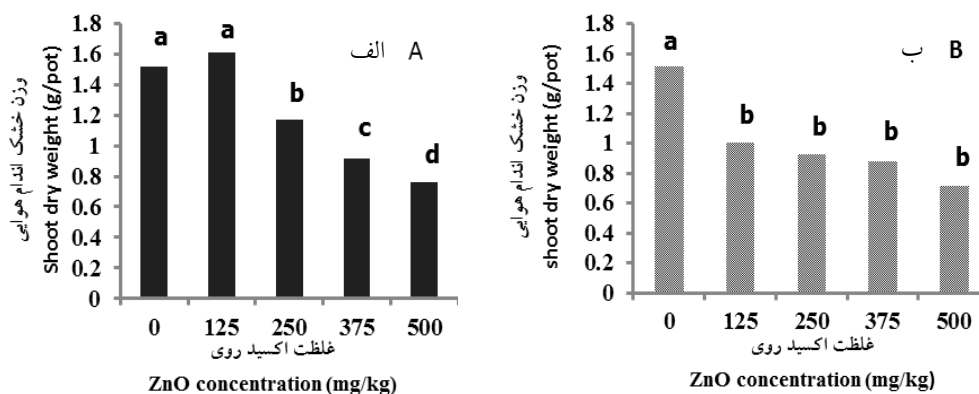 1.8
1.6
1.4
1.2
1
0.8
0.6
0.4
0.2
0
وزن خشک اندام هوایی
Shoot dry weight (g/pot)
a a b c d
الف A
0 125 250 375 500
غلظت اکسید روی
ZnO concentration (mg/kg)
1.8
1.6
1.4
1.2
1
0.8
0.6
0.4
0.2
0
وزن خشک اندام هوایی
shoot dry weight (g/pot)
a b b b b
ب B
0 125 250 375 500
غلظت اکسید روی
ZnO concentration (mg/kg)